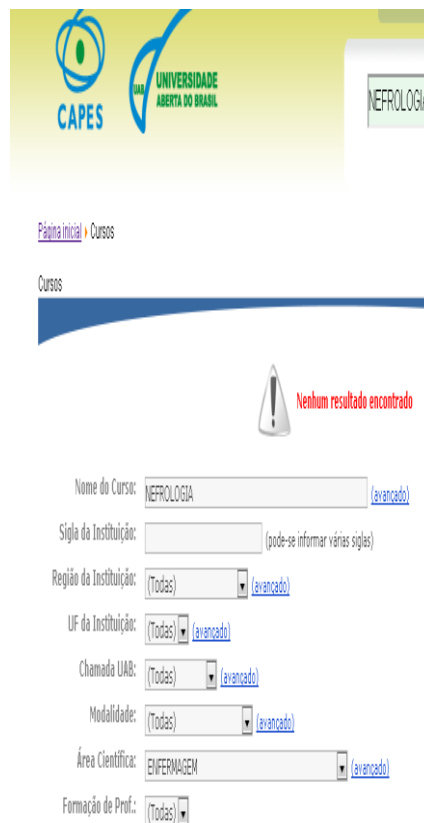 CAPES
UAB
UNIVERSIDADE
ABERTA DO BRASIL
NEFROLOGIA
Página inicial › Cursos
Cursos
Nenhum resultado encontrado
Nome do Curso: NEFROLOGIA (avançado)
Sigla da Instituição: (pode-se informar várias siglas)
Região da Instituição: (Todas) (avançado)
UF da Instituição: (Todas) (avançado)
Chamada UAB: (Todas) (avançado)
Modalidade: (Todas) (avançado)
Área Científica: ENFERMAGEM (avançado)
Formação de Prof.: (Todas)